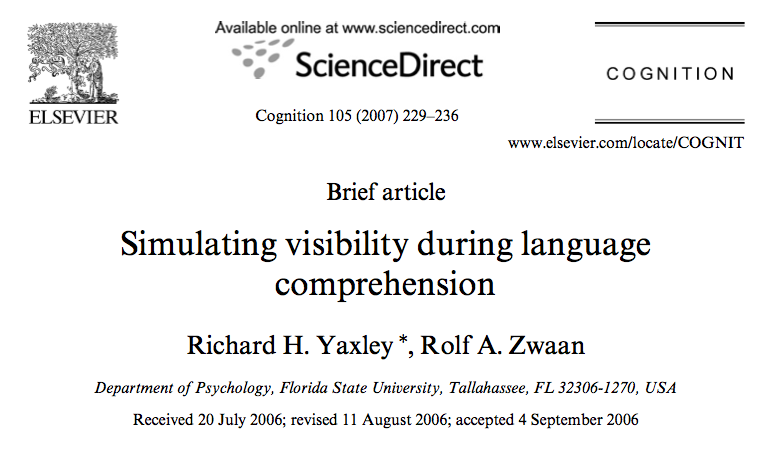 Available online at www.sciencedirect.com
ScienceDirect
ELSEVIER
COGNITION
Cognition 105 (2007) 229–236
www.elsevier.com/locate/COGNIT
Brief article
Simulating visibility during language
comprehension
Richard H. Yaxley *, Rolf A. Zwaan
Department of Psychology, Florida State University, Tallahassee, FL 32306-1270, USA
Received 20 July 2006; revised 11 August 2006; accepted 4 September 2006